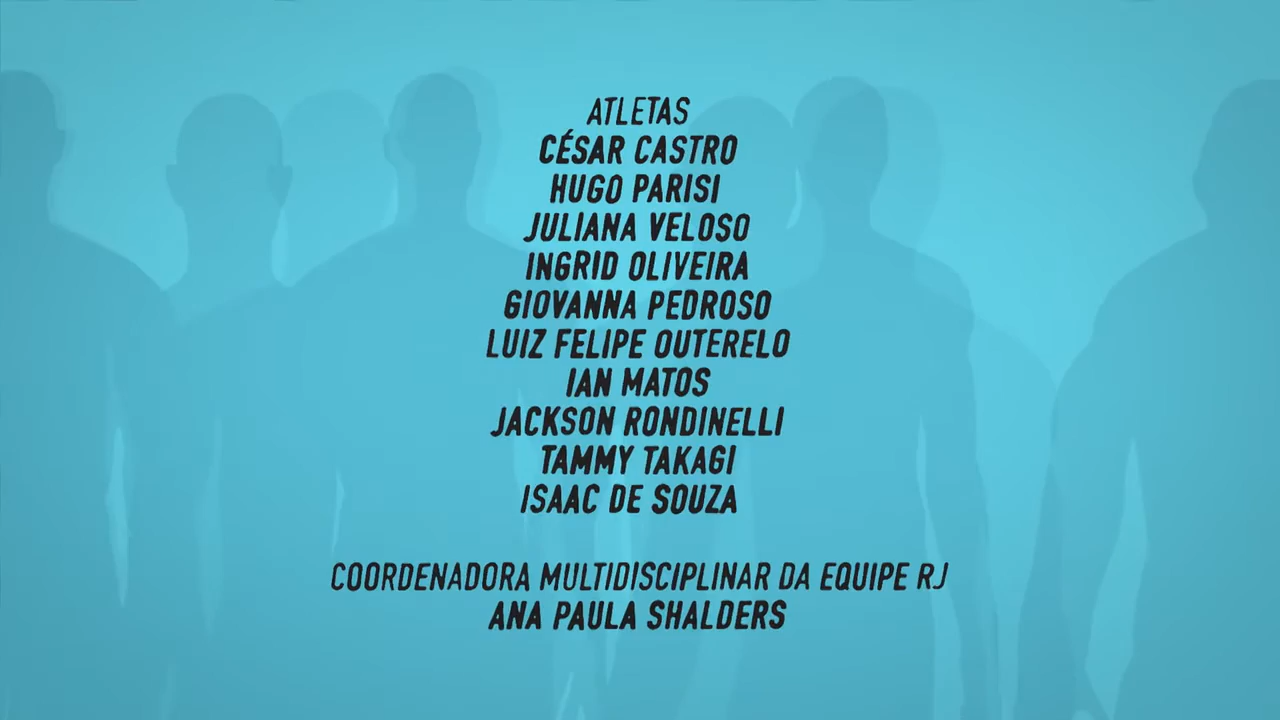 ATLETAS
CÉSAR CASTRO
HUGO PARISI
JULIANA VELOSO
INGRID OLIVEIRA
GIOVANNA PEDROSO
LUIZ FELIPE OUTERELO
IAN MATOS
JACKSON RONDINELLI
TAMMY TAKAGI
ISAAC DE SOUZA
COORDENADORA MULTIDISCIPLINAR DA EQUIPE RJ
ANA PAULA SHALDERS